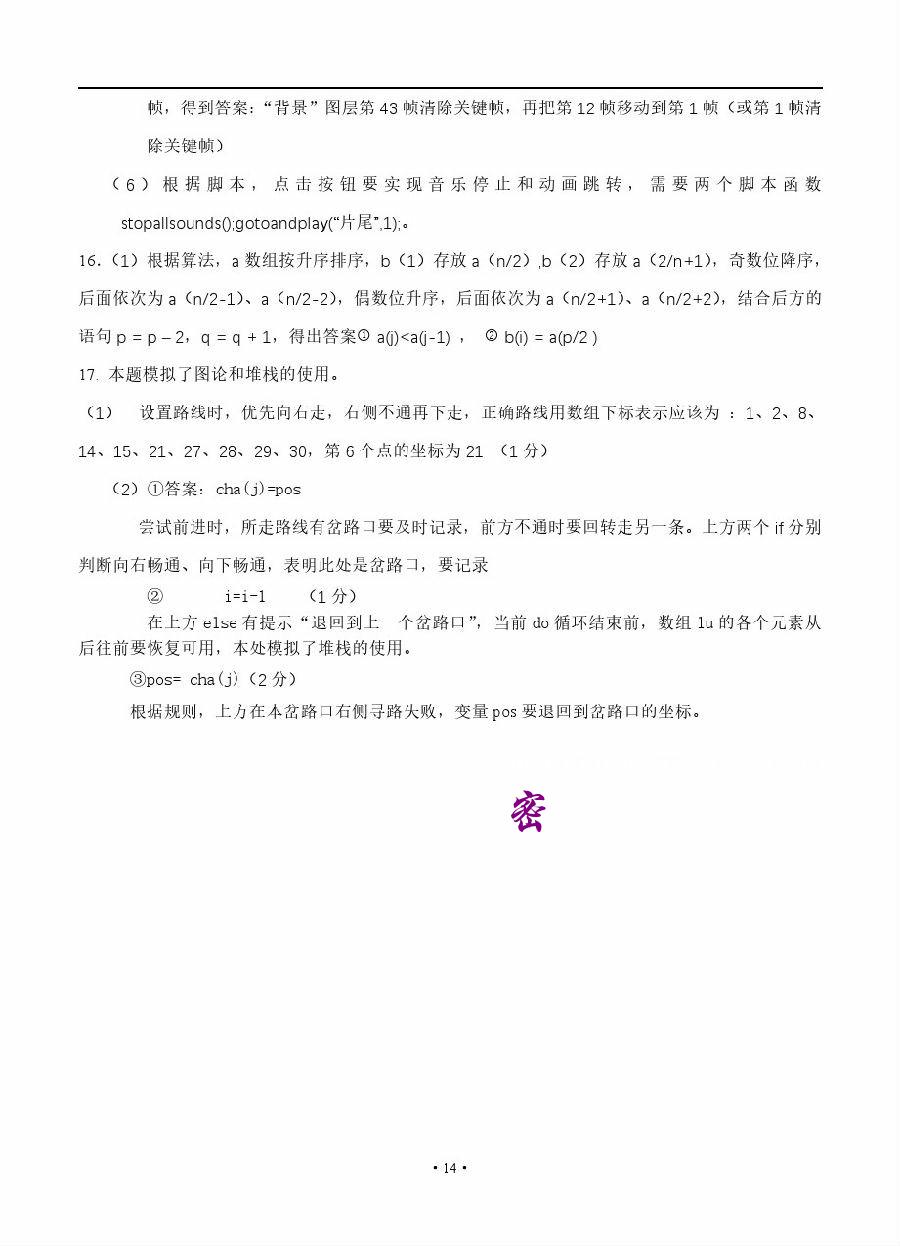 帧，得到答案：“背景”图层第 43 帧清除关键帧，再把第 12 帧移动到第 1 帧（或第 1 帧清
除关键帧）
（6）根据脚本，点击按钮要实现音乐停止和动画跳转，需要两个脚本函数
stopallsounds();gotoandplay(“片尾”,1);。
16.（1）根据算法，a 数组按升序排序，b（1）存放 a（n/2）,b（2）存放 a（2/n+1），奇数位降序，
后面依次为 a（n/2-1）、a（n/2-2），偶数位升序，后面依次为 a（n/2+1）、a（n/2+2），结合后方的
语句 p = p – 2，q = q + 1，得出答案① a(j)<a(j-1) ， ② b(i) = a(p/2 )
17. 本题模拟了图论和堆栈的使用。
（1） 设置路线时，优先向右走，右侧不通再下走，正确路线用数组下标表示应该为 ：1、2、8、
14、15、21、27、28、29、30，第 6 个点的坐标为 21 （1 分）
（2）①答案：cha(j)=pos
尝试前进时，所走路线有岔路口要及时记录，前方不通时要回转走另一条。上方两个 if 分别
判断向右畅通、向下畅通，表明此处是岔路口，要记录
② i=i-1 （1 分）
在上方 else 有提示“退回到上 个岔路口”，当前 do 循环结束前，数组 lu 的各个元素从
后往前要恢复可用，本处模拟了堆栈的使用。
③pos= cha(j)（2 分）
根据规则，上方在本岔路口右侧寻路失败，变量 pos 要退回到岔路口的坐标。
密
• 14 •